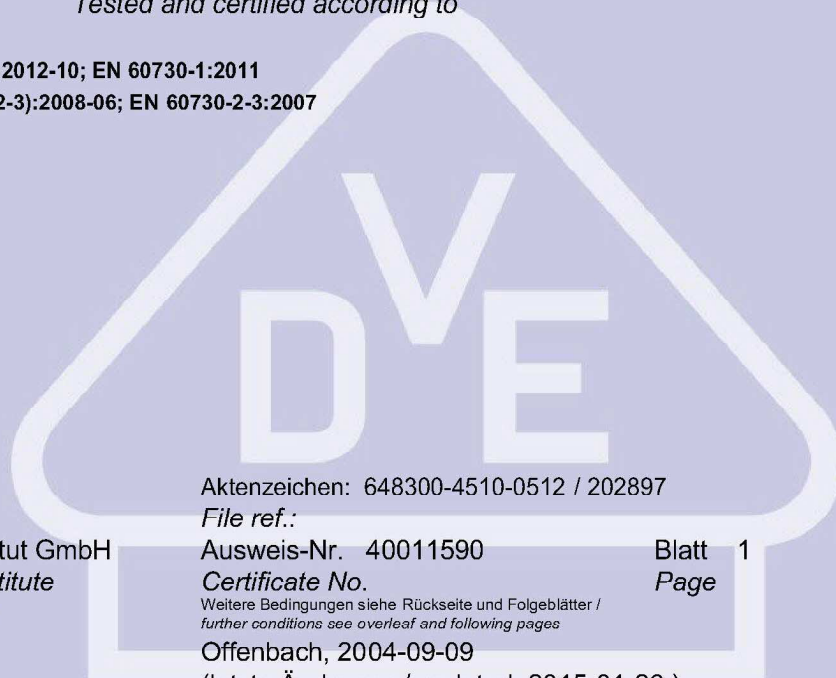 Tested and certified according to
2012-10; EN 60730-1:2011
2-3):2008-06; EN 60730-2-3:2007
VDE
Aktenzeichen: 648300-4510-0512 / 202897
File ref.:
tut GmbH Ausweis-Nr. 40011590 Blatt 1
titute Certificate No. Page
Weitere Bedingungen siehe Rückseite und Folgeblätter /
further conditions see overleaf and following pages
Offenbach, 2004-09-09